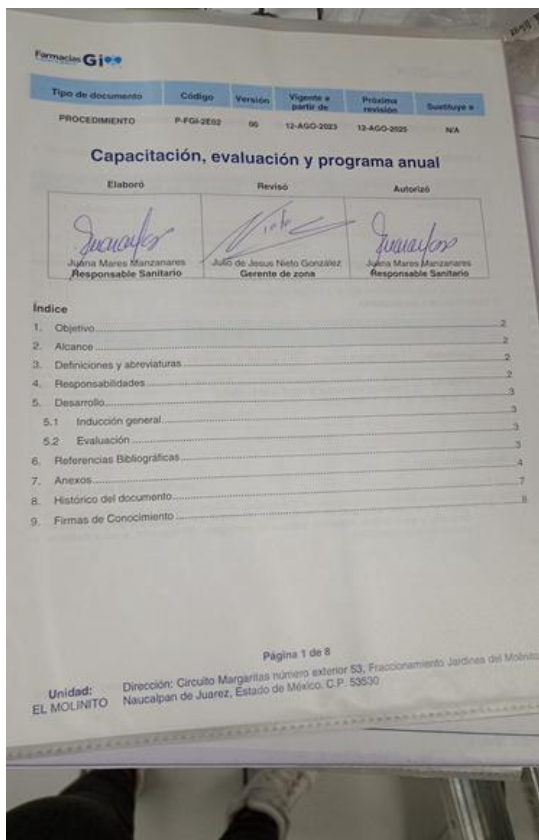 Farmacias Gi
Tipo de documento Código Versión Vigente a partir de Próxima revisión Sustituye a
PROCEDIMIENTO P-FGI-2E02 00 12-AGO-2023 12-AGO-2025 N/A
Capacitación, evaluación y programa anual
Elaboró Revisó Autorizó
Juana Mares Manzanares Julio de Jesus Nieto González Juana Mares Manzanares
Responsable Sanitario Gerente de zona Responsable Sanitario
Índice
1. Objetivo 2
2. Alcance 2
3. Definiciones y abreviaturas 2
4. Responsabilidades 2
5. Desarrollo 3
5.1 Inducción general 3
5.2 Evaluación 3
6. Referencias Bibliográficas 3
7. Anexos 4
8. Histórico del documento 7
9. Firmas de Conocimiento 8
Página 1 de 8
Unidad: Dirección: Circuito Margaritas número exterior 53, Fraccionamiento Jardines del Molinito
EL MOLINITO Naucalpan de Juarez, Estado de México. C.P. 53530